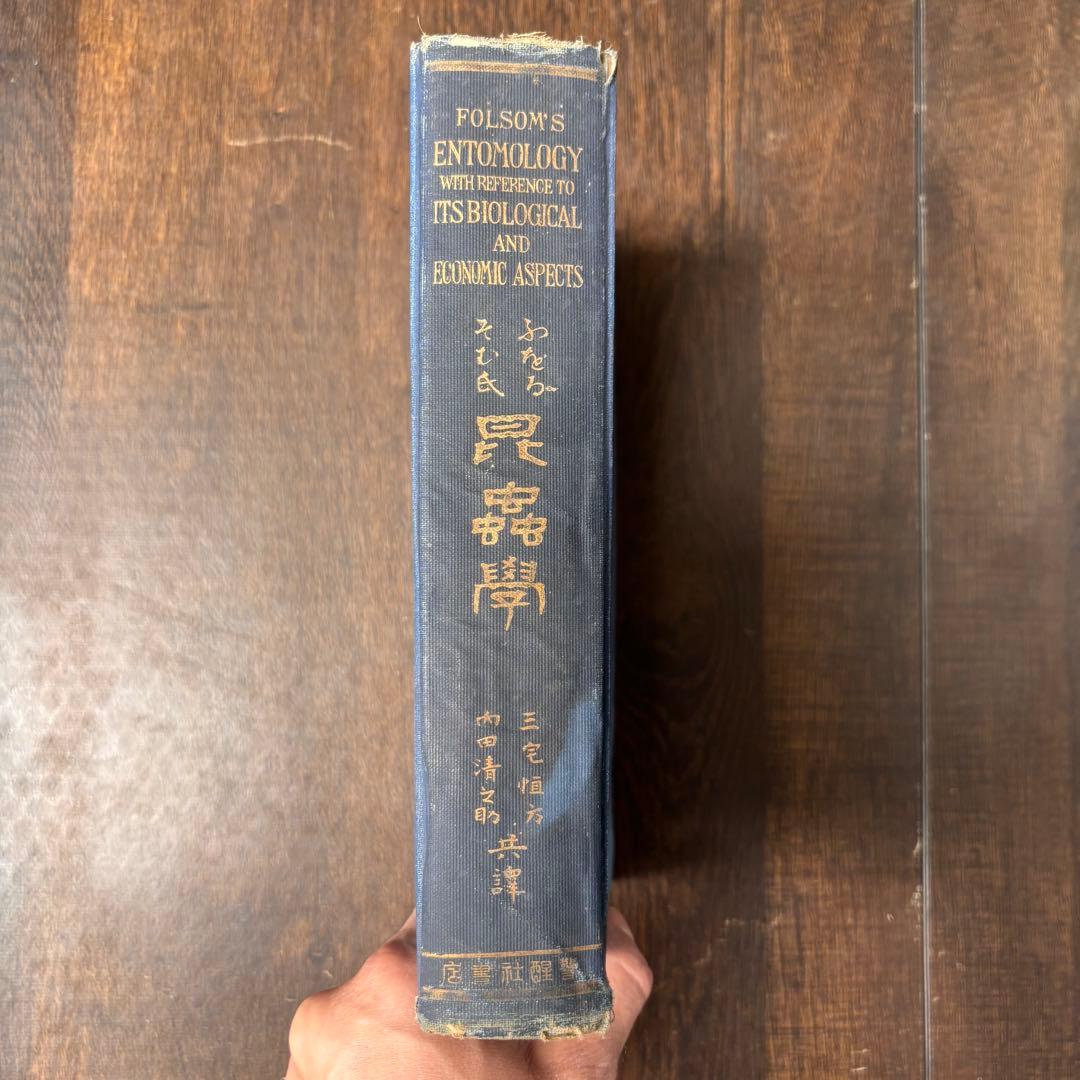 FOLSOM'S
ENTOMOLOGY
WITH REFERENCE TO
ITS BIOLOGICAL
AND
ECONOMIC ASPECTS
ふをる
そむ氏
昆蟲學
三宅恒方
内田清之助
共譯
警醒社書店